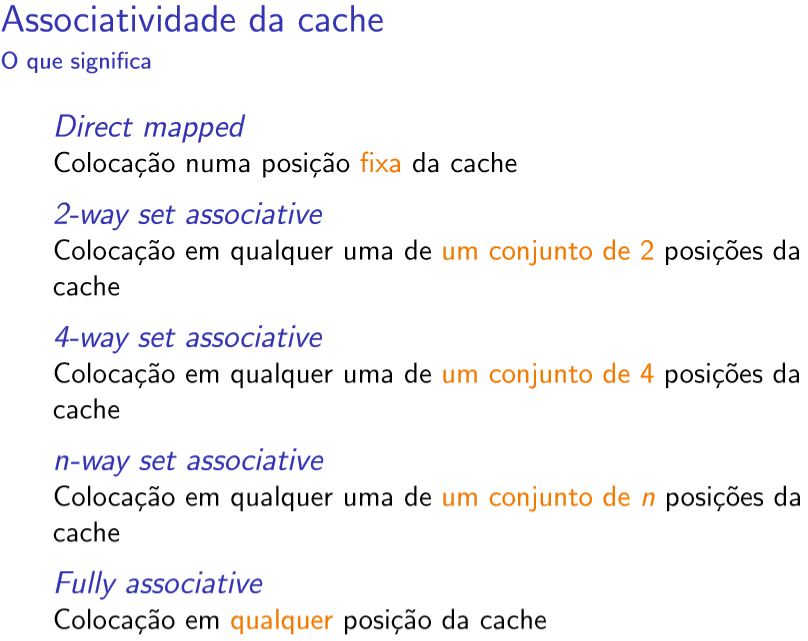 Associatividade da cache
O que significa
Direct mapped
Colocação numa posição fixa da cache
2-way set associative
Colocação em qualquer uma de um conjunto de 2 posições da
cache
4-way set associative
Colocação em qualquer uma de um conjunto de 4 posições da
cache
n-way set associative
Colocação em qualquer uma de um conjunto de n posições da
cache
Fully associative
Colocação em qualquer posição da cache